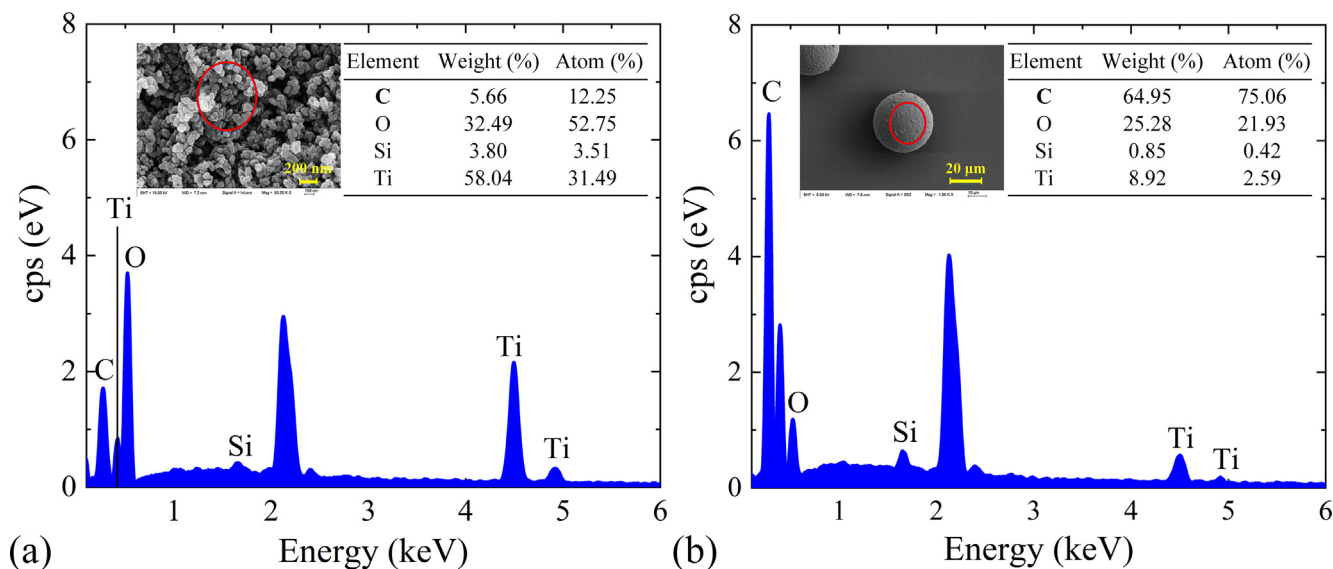 8
6
4
2
0
cps (eV)
Element Weight (%) Atom (%)
C 5.66 12.25
O 32.49 52.75
Si 3.80 3.51
Ti 58.04 31.49
200 nm
Ti
O
C
Si
Ti
Ti
1 2 3 4 5 6
Energy (keV)
(a)
8
6
4
2
0
cps (eV)
Element Weight (%) Atom (%)
C 64.95 75.06
O 25.28 21.93
Si 0.85 0.42
Ti 8.92 2.59
20 µm
C
O
Si
Ti
Ti
1 2 3 4 5 6
Energy (keV)
(b)